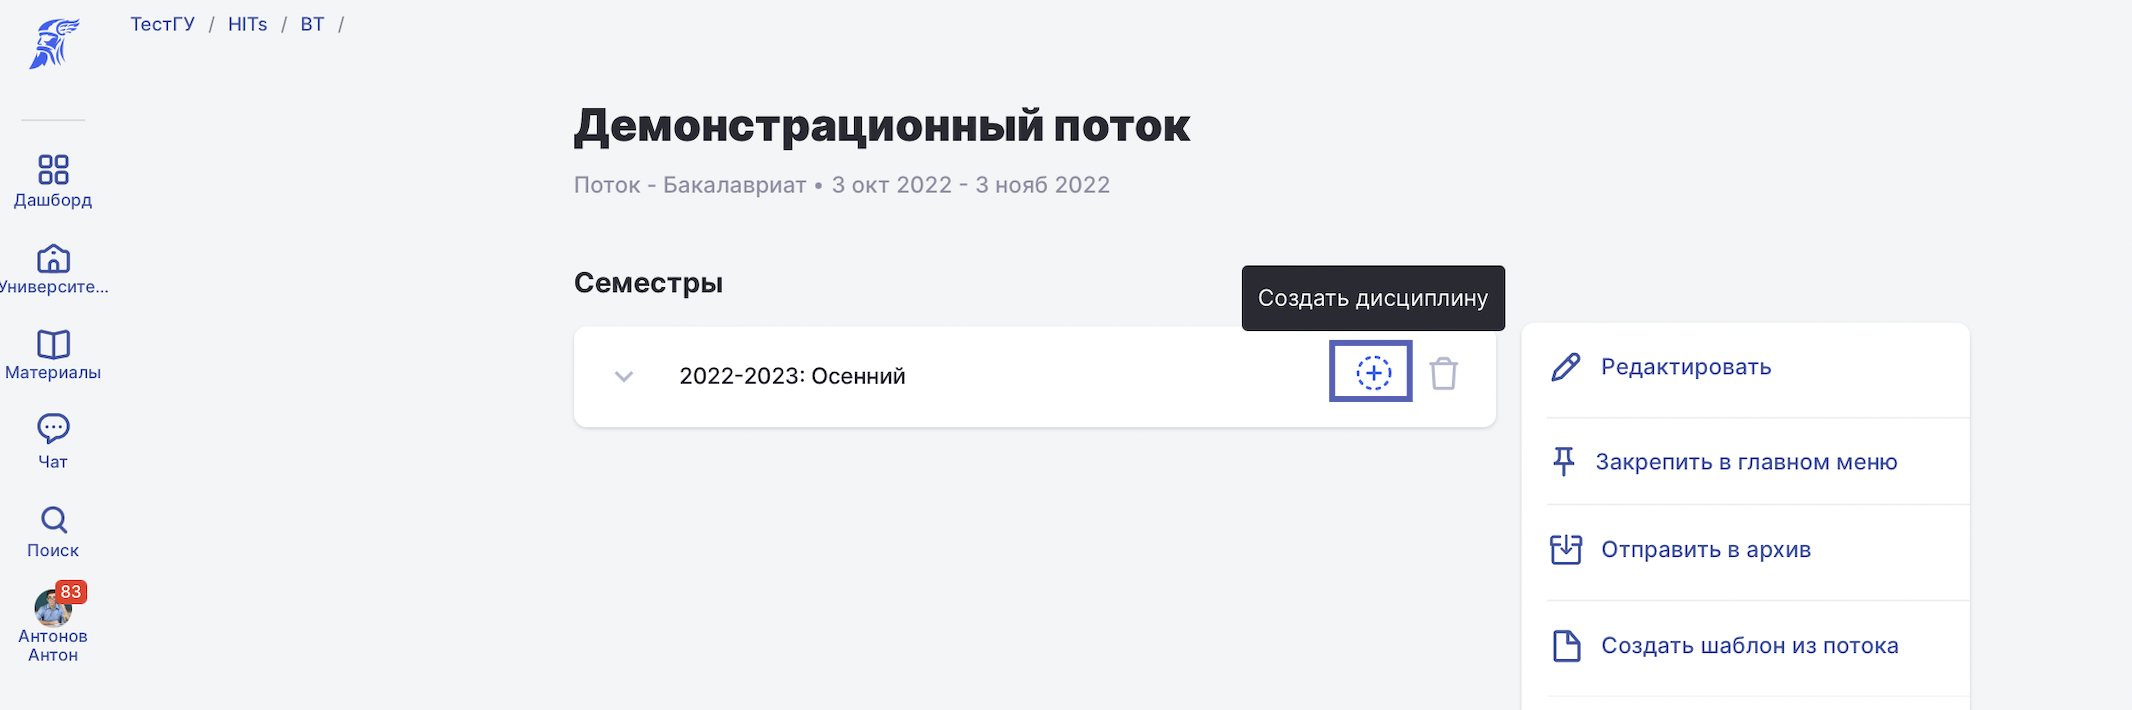 ТестГУ / HITs / BT /
Демонстрационный поток
Поток - Бакалавриат • 3 окт 2022 - 3 нояб 2022
Семестры
Создать дисциплину
2022-2023: Осенний
Редактировать
Закрепить в главном меню
Отправить в архив
Создать шаблон из потока
Дашборд
Университе...
Материалы
Чат
Поиск
83
Антонов
Антон